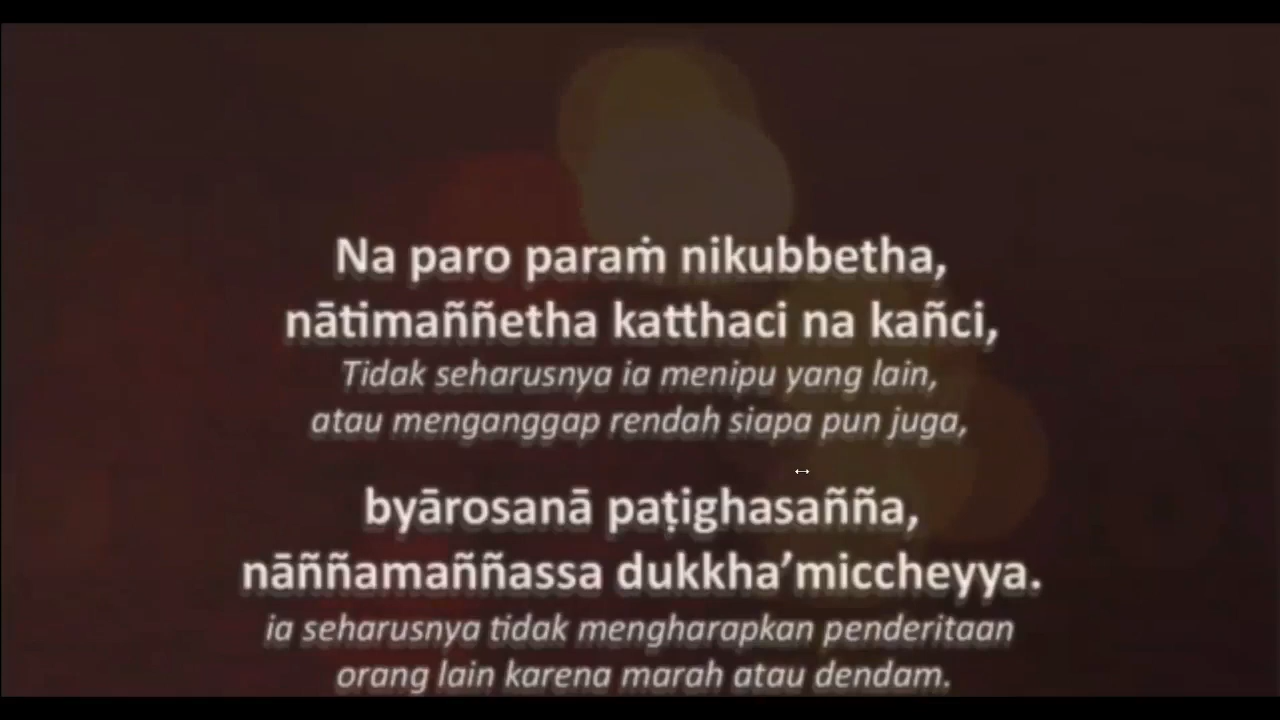 Na paro paraṁ nikubbetha,
nātimaññetha katthaci na kañci,
Tidak seharusnya ia menipu yang lain,
atau menganggap rendah siapa pun juga,
byārosanā paṭighasañña,
nāññamaññassa dukkha’miccheyya.
ia seharusnya tidak mengharapkan penderitaan
orang lain karena marah atau dendam.